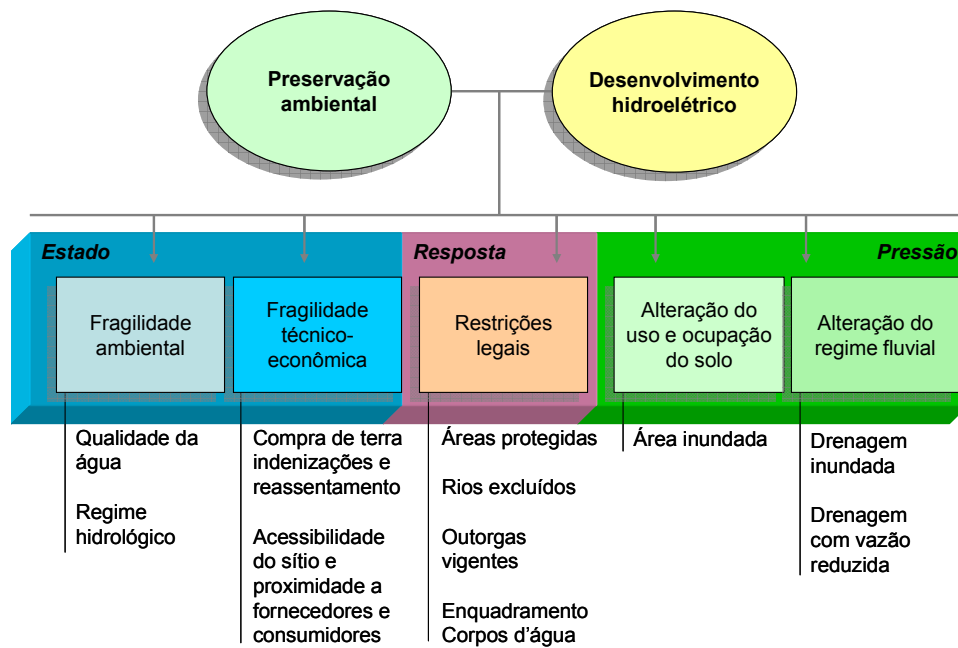 Preservação
ambiental
Desenvolvimento
hidroelétrico
Estado
Resposta
Pressão
Fragilidade
ambiental
Fragilidade
técnico-
econômica
Restrições
legais
Alteração do
uso e ocupação
do solo
Alteração do
regime fluvial
Qualidade da
água
Regime
hidrológico
Compra de terra
indenizações e
reassentamento
Acessibilidade
do sítio e
proximidade a
fornecedores e
consumidores
Áreas protegidas
Rios excluídos
Outorgas
vigentes
Enquadramento
Corpos d'água
Área inundada
Drenagem
inundada
Drenagem
com vazão
reduzida